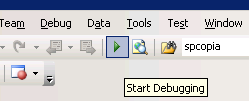 Team Debug Data Tools Test Window
spcopia
Start Debugging